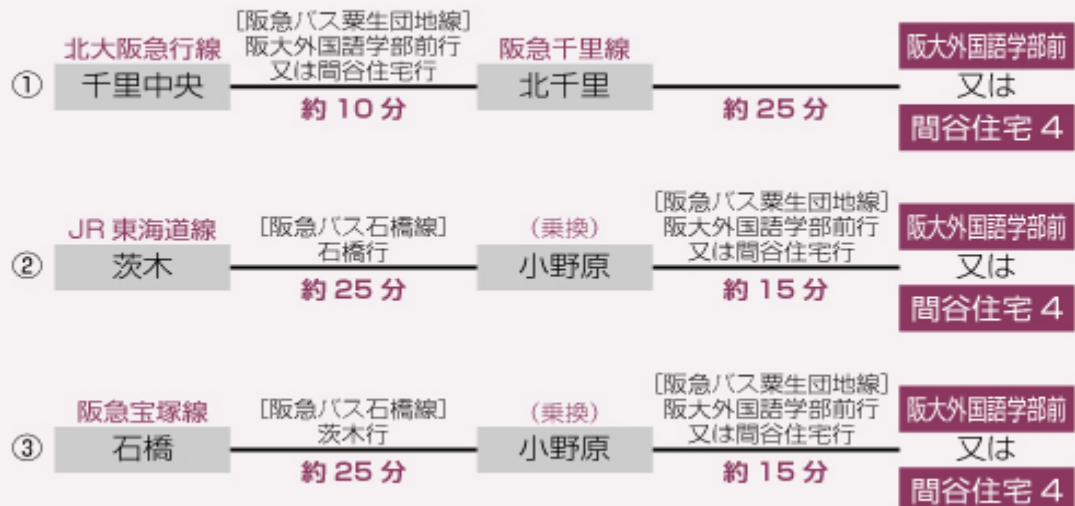 [阪急バス粟生団地線]
北大阪急行線
阪大外国語学部前行
又は間谷住宅行
阪急千里線
阪大外国語学部前
①
千里中央
北千里
又は
約 10 分
約 25 分
間谷住宅 4
JR 東海道線
[阪急バス石橋線]
石橋行
(乗換)
[阪急バス粟生団地線]
阪大外国語学部前行
又は間谷住宅行
阪大外国語学部前
②
茨木
小野原
又は
約 25 分
約 15 分
間谷住宅 4
阪急宝塚線
[阪急バス石橋線]
茨木行
(乗換)
[阪急バス粟生団地線]
阪大外国語学部前行
又は間谷住宅行
阪大外国語学部前
③
石橋
小野原
又は
約 25 分
約 15 分
間谷住宅 4